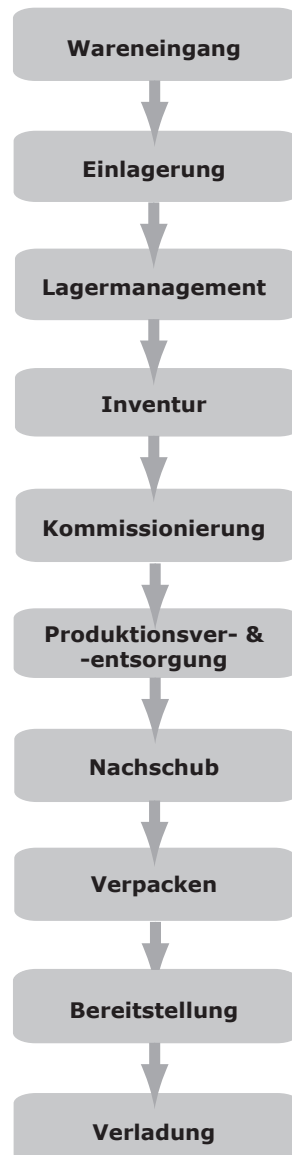 Wareneingang
Einlagerung
Lagermanagement
Inventur
Kommissionierung
Produktionsver- &
-entsorgung
Nachschub
Verpacken
Bereitstellung
Verladung